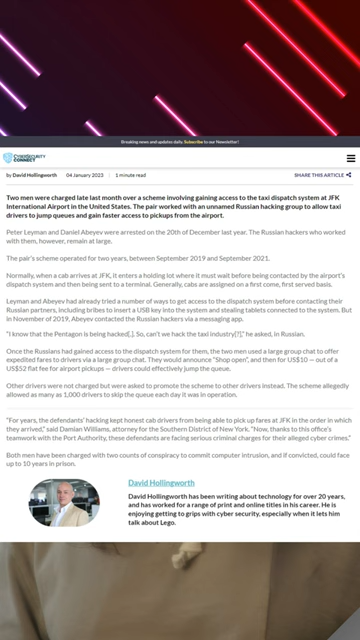 Breaking news and updates daily. Subscribe to our Newsletter!
CYBERSECURITY
CONNECT
by David Hollingworth | 04 January 2023 | 1 minute read
SHARE THIS ARTICLE
Two men were charged late last month over a scheme involving gaining access to the taxi dispatch system at JFK
International Airport in the United States. The pair worked with an unnamed Russian hacking group to allow taxi
drivers to jump queues and gain faster access to pickups from the airport.
Peter Leyman and Daniel Abeyev were arrested on the 20th of December last year. The Russian hackers who worked
with them, however, remain at large.
The pair's scheme operated for two years, between September 2019 and September 2021.
Normally, when a cab arrives at JFK, it enters a holding lot where it must wait before being contacted by the airport's
dispatch system and then being sent to a terminal. Generally, cabs are assigned on a first come, first served basis.
Leyman and Abeyev had already tried a number of ways to get access to the dispatch system before contacting their
Russian partners, including bribes to insert a USB key into the system and stealing tablets connected to the system. But
in November of 2019, Abeyev contacted the Russian hackers via a messaging app.
“I know that the Pentagon is being hacked[.]. So, can't we hack the taxi industry[?],” he asked, in Russian.
Once the Russians had gained access to the dispatch system for them, the two men used a large group chat to offer
expedited fares to drivers via a large group chat. They would announce “Shop open”, and then for US$10 — out of a
US$52 flat fee for airport pickups — drivers could effectively jump the queue.
Other drivers were not charged but were asked to promote the scheme to other drivers instead. The scheme allegedly
allowed as many as 1,000 drivers to skip the queue each day it was in operation.
“For years, the defendants' hacking kept honest cab drivers from being able to pick up fares at JFK in the order in which
they arrived,” said Damian Williams, attorney for the Southern District of New York. “Now, thanks to this office's
teamwork with the Port Authority, these defendants are facing serious criminal charges for their alleged cyber crimes.”
Both men have been charged with two counts of conspiracy to commit computer intrusion, and if convicted, could face
up to 10 years in prison.
David Hollingworth
David Hollingworth has been writing about technology for over 20 years,
and has worked for a range of print and online titles in his career. He is
enjoying getting to grips with cyber security, especially when it lets him
talk about Lego.